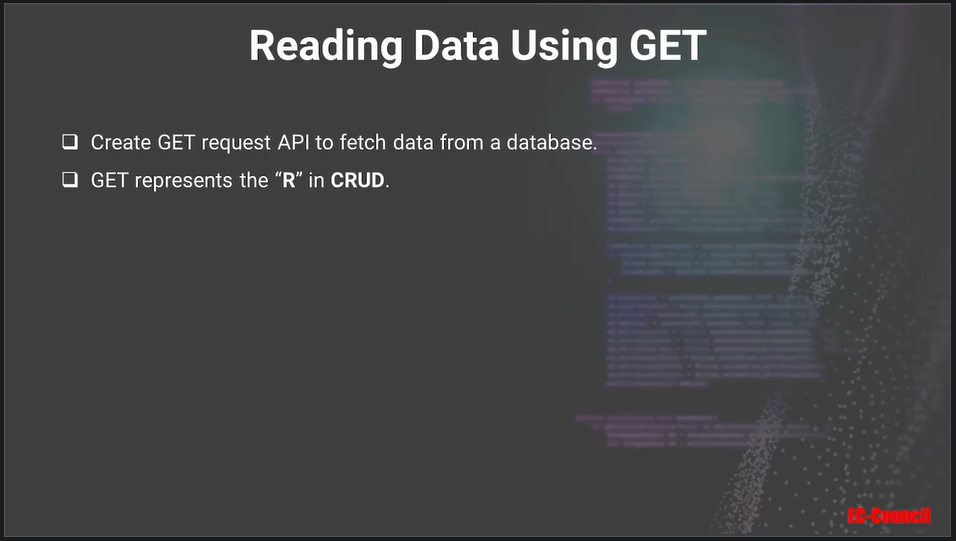 Reading Data Using GET
❑ Create GET request API to fetch data from a database.
❑ GET represents the “R” in CRUD.
EC-Council